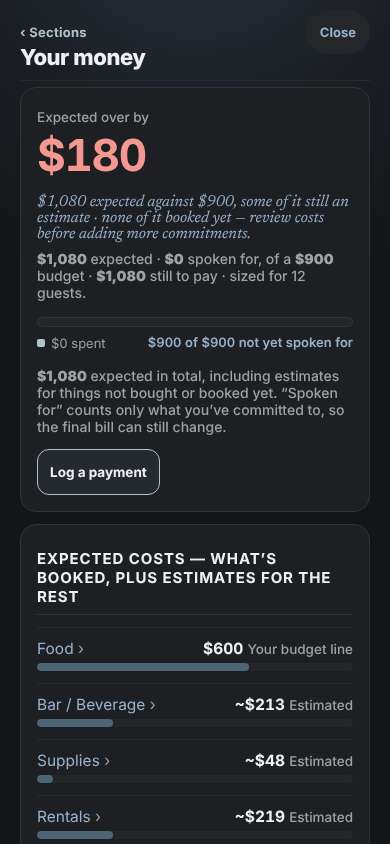 ‹ Sections
Close
Your money
Expected over by
$180
$1,080 expected against $900, some of it still an
estimate · none of it booked yet — review costs
before adding more commitments.
$1,080 expected · $0 spoken for, of a $900
budget · $1,080 still to pay · sized for 12
guests.
$0 spent
$900 of $900 not yet spoken for
$1,080 expected in total, including estimates
for things not bought or booked yet. “Spoken
for” counts only what you’ve committed to, so
the final bill can still change.
Log a payment
EXPECTED COSTS — WHAT’S
BOOKED, PLUS ESTIMATES FOR THE
REST
Food › $600 Your budget line
Bar / Beverage › ~$213 Estimated
Supplies › ~$48 Estimated
Rentals › ~$219 Estimated